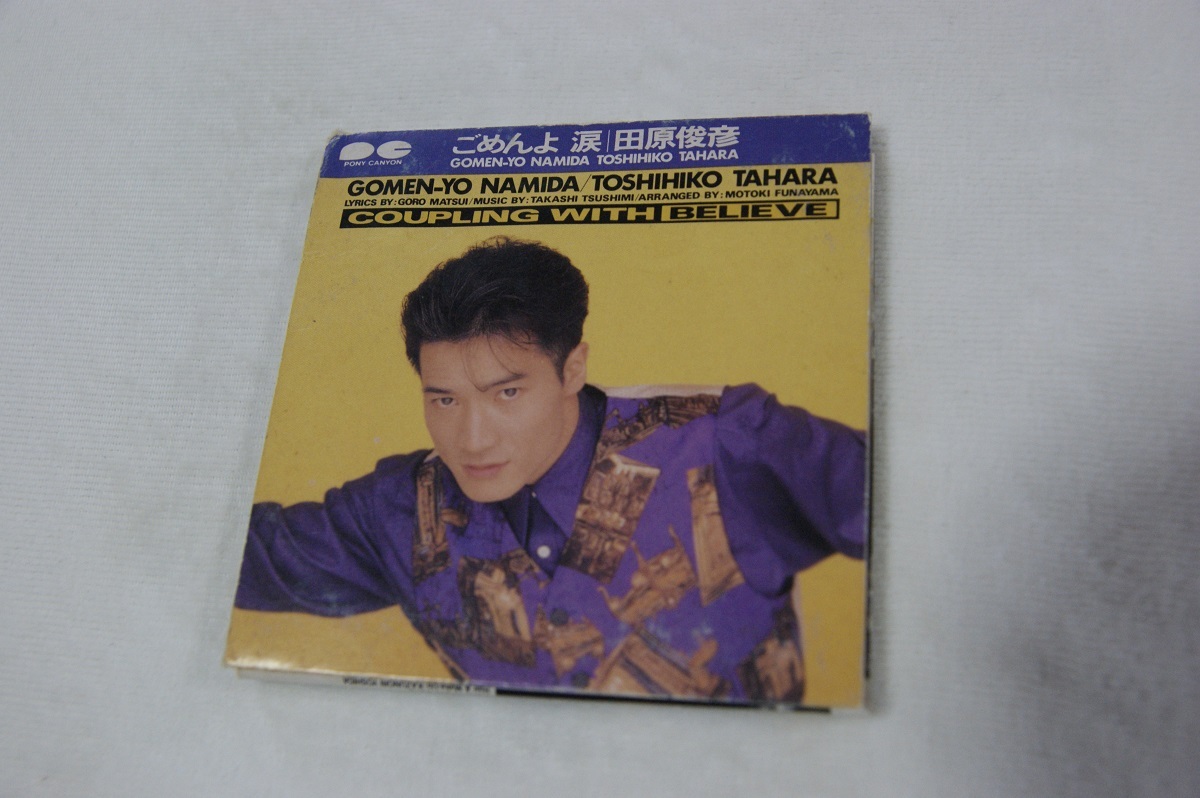 PONY CANYON
ごめんよ 涙|田原俊彦
GOMEN-YO NAMIDA TOSHIHIKO TAHARA
GOMEN-YO NAMIDA/TOSHIHIKO TAHARA
LYRICS BY:GORO MATSUI/MUSIC BY:TAKASHI TSUSHIMI/ARRANGED BY:MOTOKI FUNAYAMA
COUPLING WITH BELIEVE